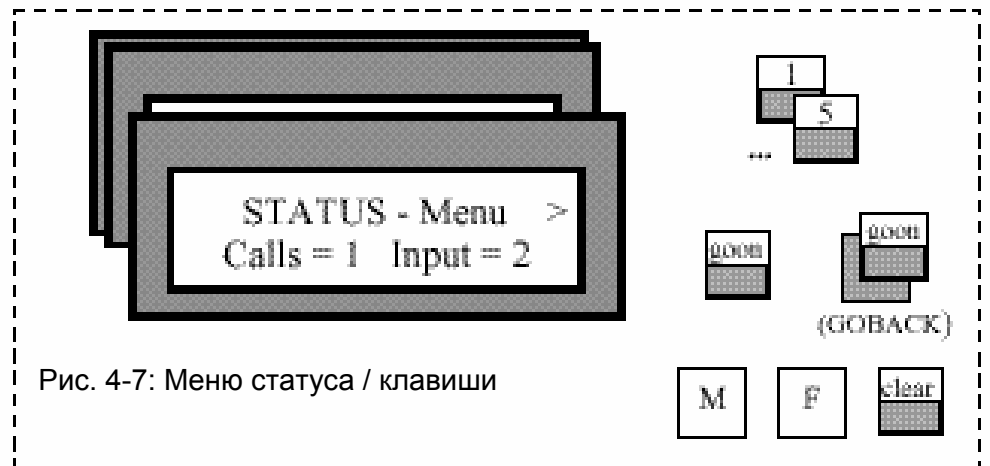 STATUS - Menu >
Calls = 1 Input = 2
1
5
...
goon
goon
(GOBACK)
Рис. 4-7: Меню статуса / клавиши
M
F
clear